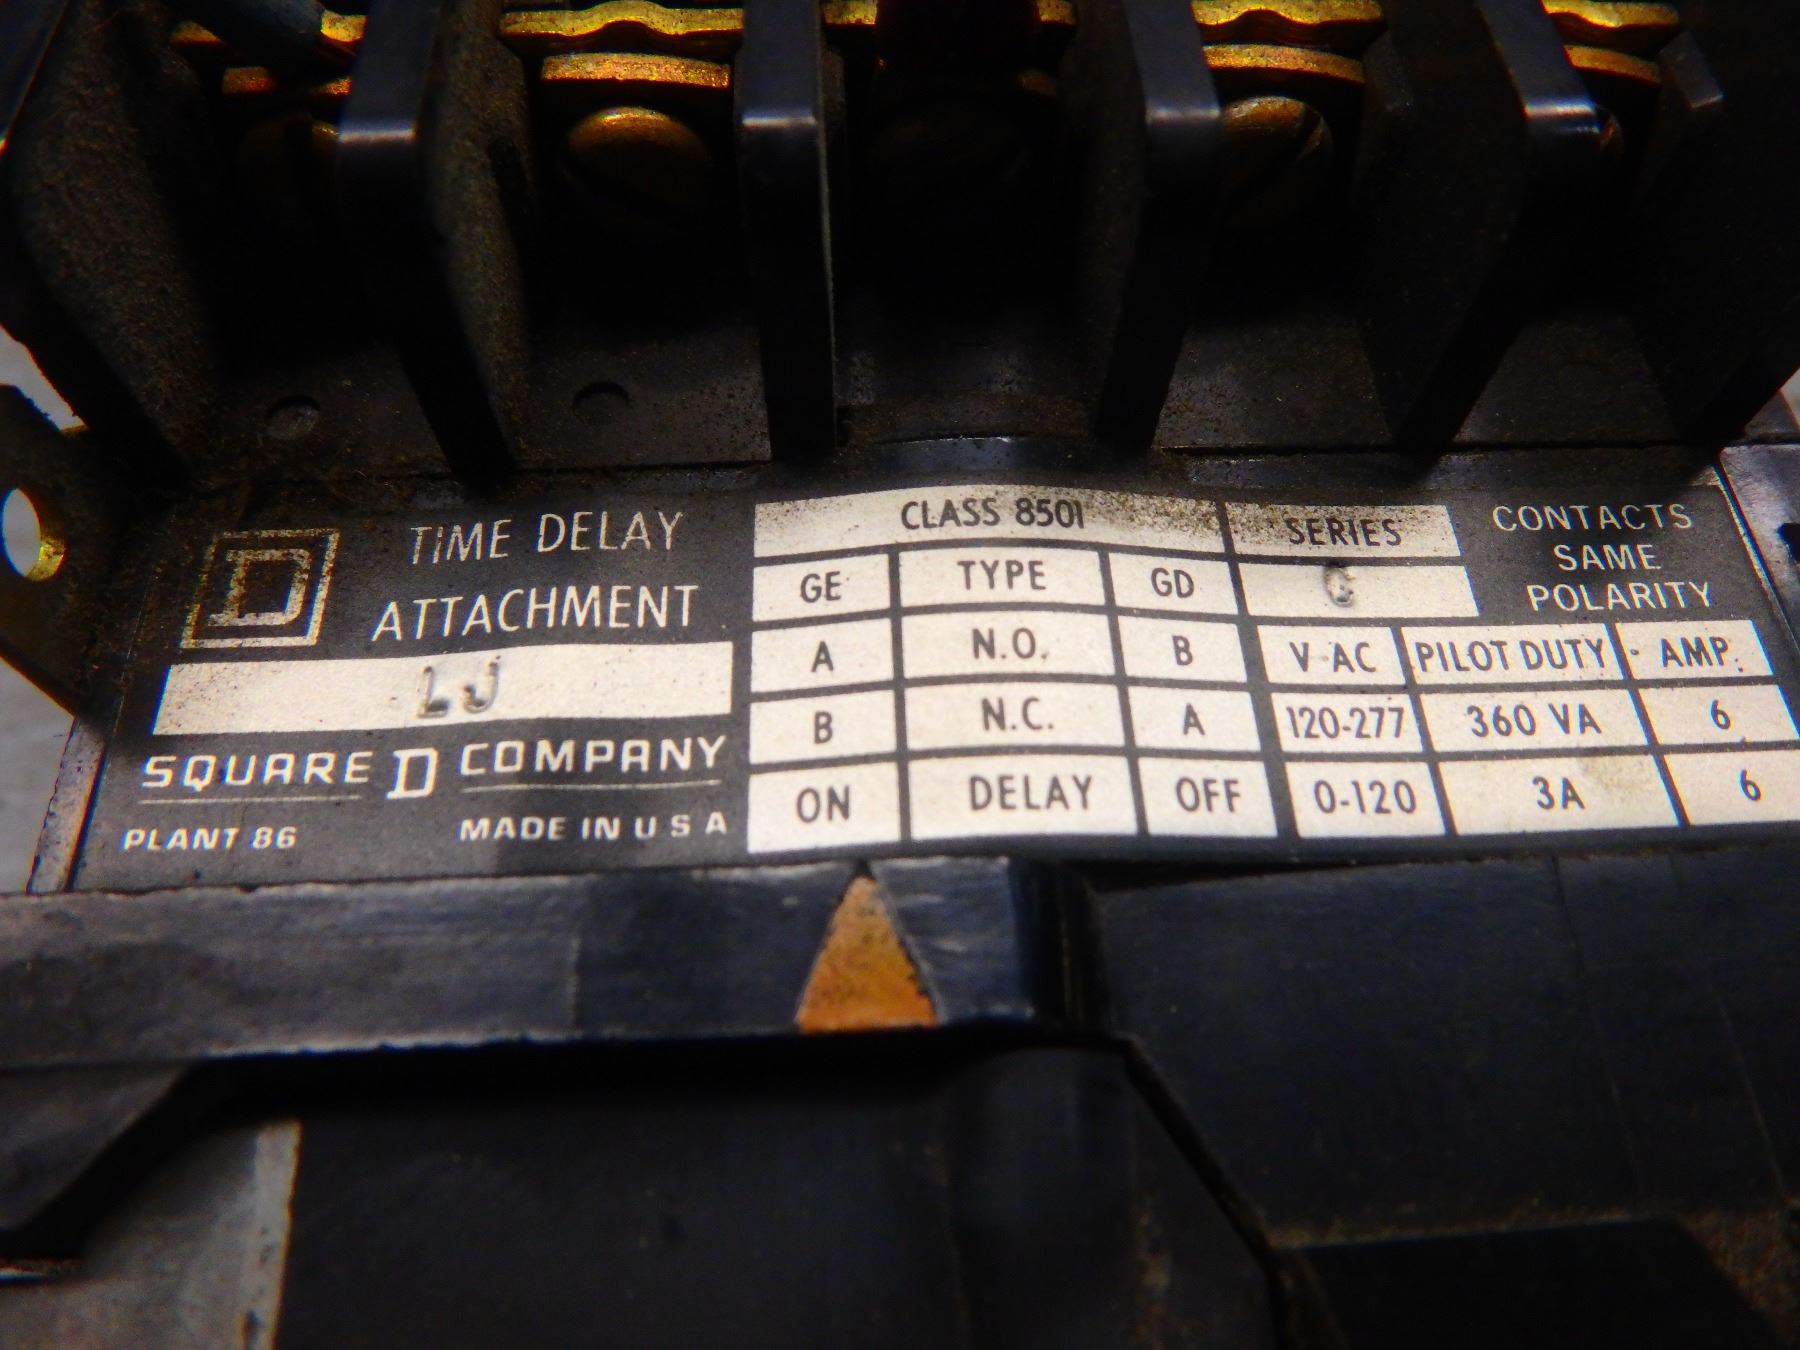 D
TIME DELAY
ATTACHMENT
LJ
SQUARE D COMPANY
PLANT 86 MADE IN U S A
CLASS 8501 SERIES
GE TYPE GD G
A N.O. B
B N.C. A
ON DELAY OFF
CONTACTS
SAME
POLARITY
V-AC PILOT DUTY AMP.
120-277 360 VA 6
0-120 3A 6